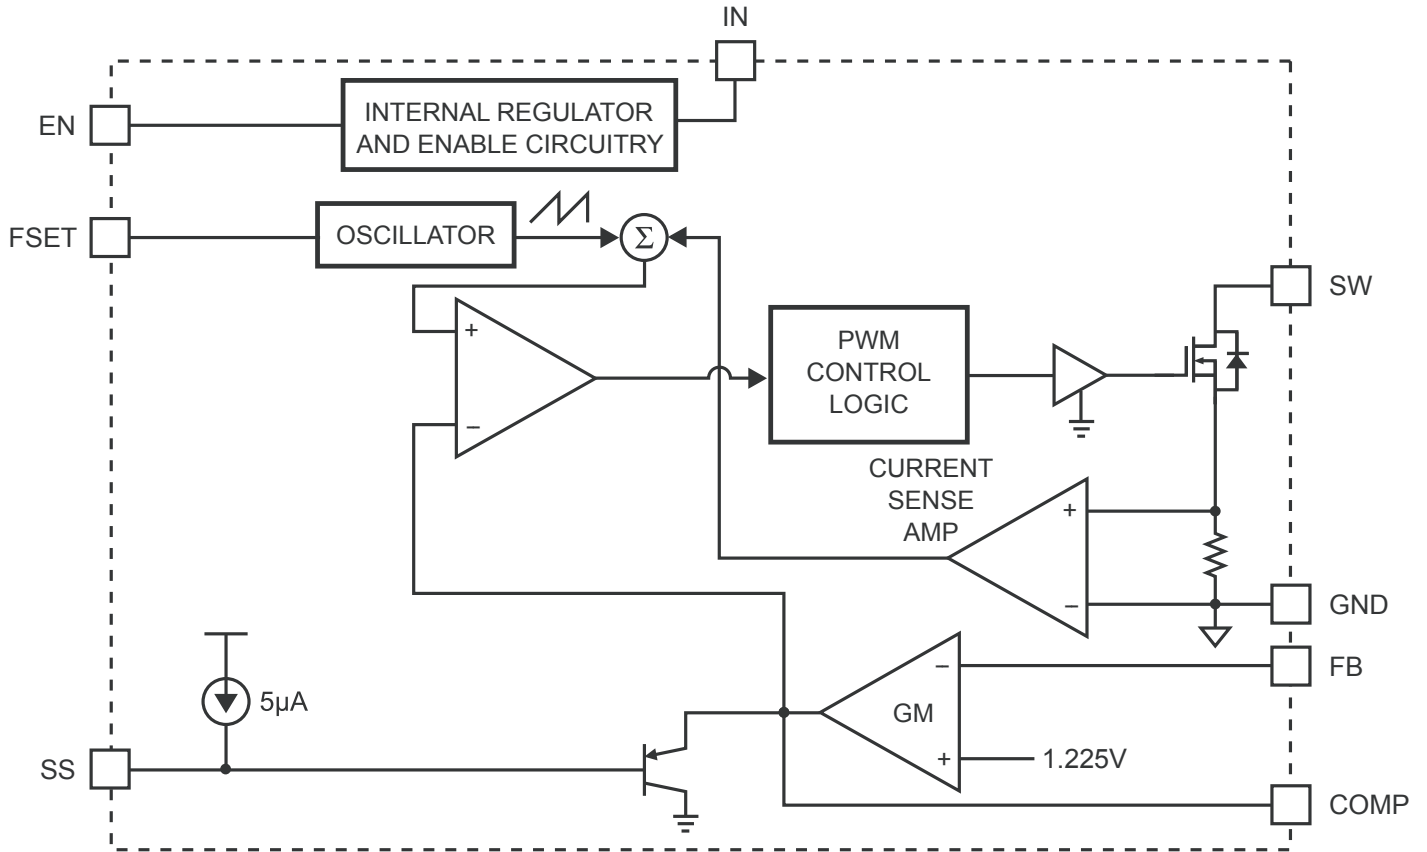 IN
EN
INTERNAL REGULATOR
AND ENABLE CIRCUITRY
FSET
OSCILLATOR
Σ
SW
+
−
PWM
CONTROL
LOGIC
CURRENT
SENSE
AMP
+
−
GND
FB
−
GM
+
1.225V
5µA
SS
COMP